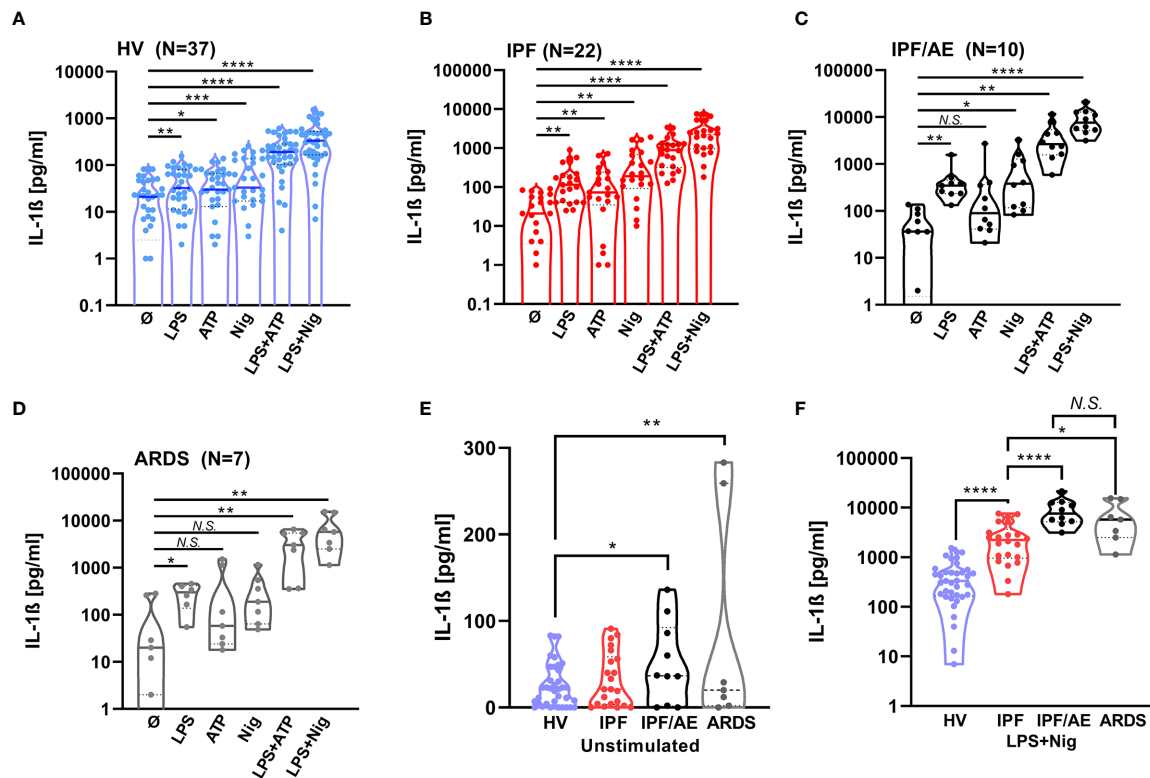 A
HV (N=37)
IL-1ß [pg/ml]
10000
1000
100
10
1
0.1
****
****
***
*
**
Ø
LPS
ATP
Nig
LPS+ATP
LPS+Nig
B
IPF (N=22)
IL-1ß [pg/ml]
10000
1000
100
10
1
0.1
****
****
**
**
**
Ø
LPS
ATP
Nig
LPS+ATP
LPS+Nig
C
IPF/AE (N=10)
IL-1ß [pg/ml]
100000
10000
1000
100
10
1
****
**
*
N.S.
**
Ø
LPS
ATP
Nig
LPS+ATP
LPS+Nig
D
ARDS (N=7)
IL-1ß [pg/ml]
100000
10000
1000
100
10
1
**
**
N.S.
N.S.
*
Ø
LPS
ATP
Nig
LPS+ATP
LPS+Nig
E
IL-1ß [pg/ml]
300
200
100
0
**
*
HV IPF IPF/AE ARDS
Unstimulated
F
IL-1ß [pg/ml]
100000
10000
1000
100
10
1
N.S.
*
****
****
HV IPF IPF/AE ARDS
LPS+Nig